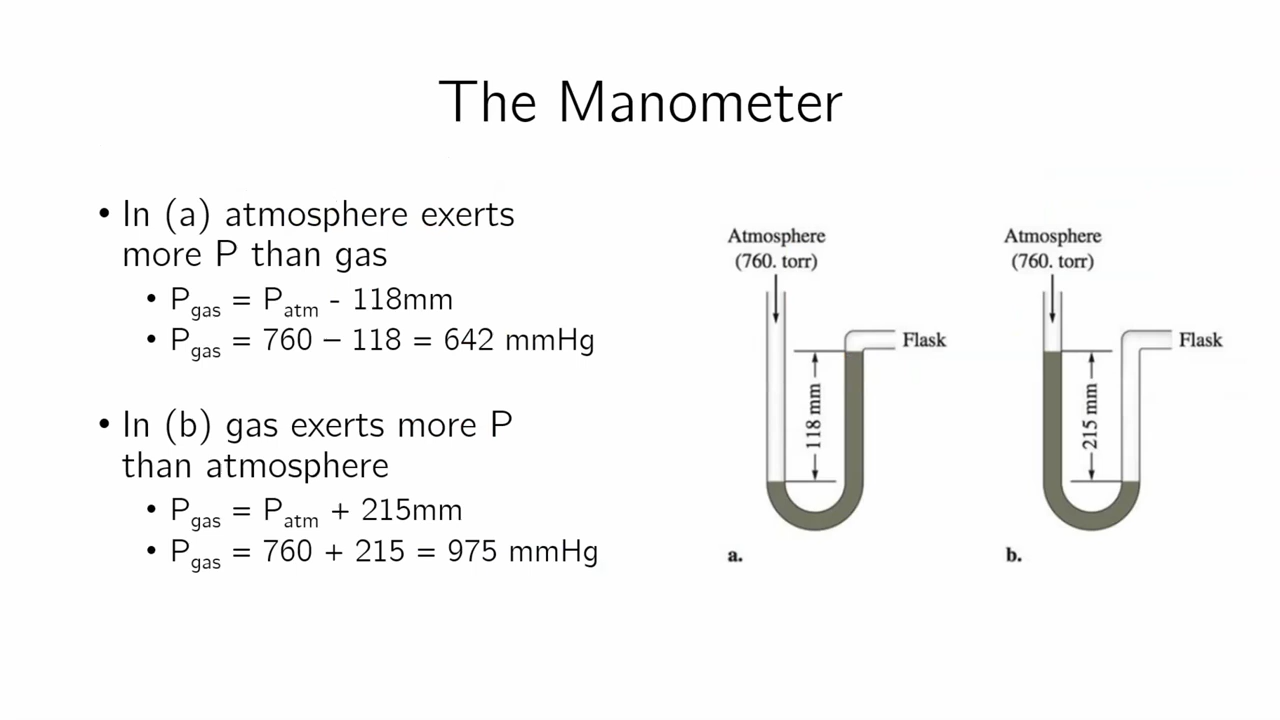 The Manometer
• In (a) atmosphere exerts
more P than gas
• Pgas = Patm - 118mm
• Pgas = 760 – 118 = 642 mmHg
• In (b) gas exerts more P
than atmosphere
• Pgas = Patm + 215mm
• Pgas = 760 + 215 = 975 mmHg
Atmosphere
(760. torr)
Flask
118 mm
a.
Atmosphere
(760. torr)
Flask
215 mm
b.